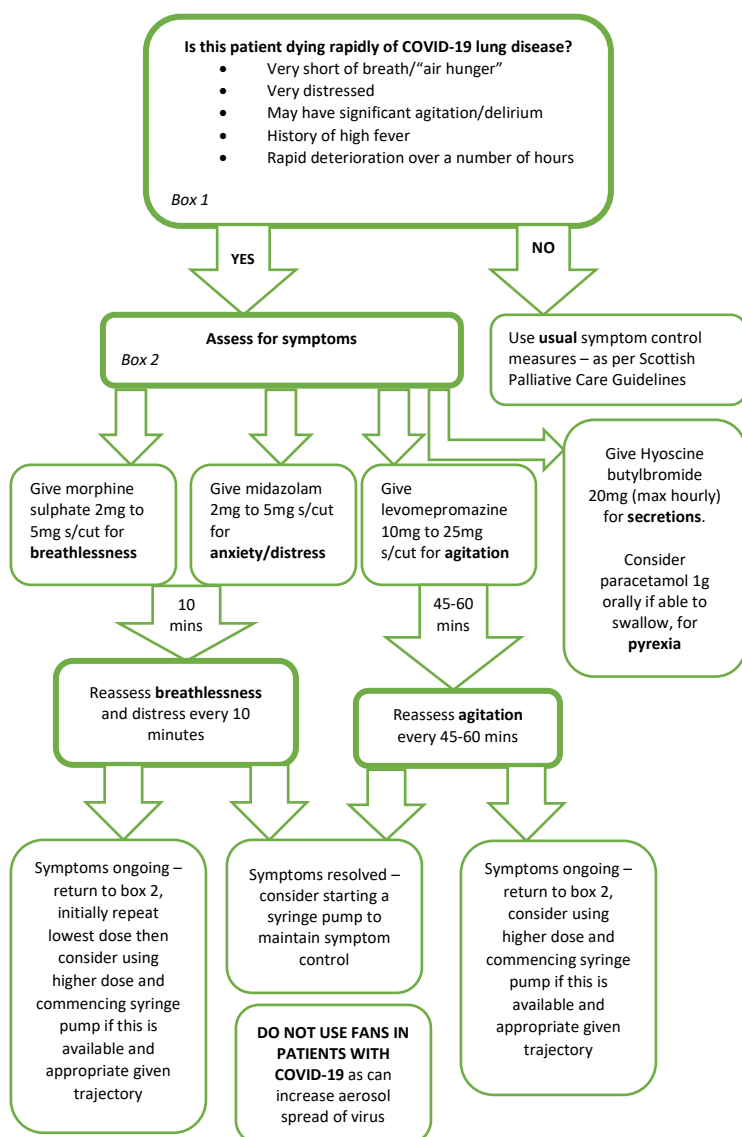 Is this patient dying rapidly of COVID-19 lung disease?
• Very short of breath/“air hunger”
• Very distressed
• May have significant agitation/delirium
• History of high fever
• Rapid deterioration over a number of hours
Box 1
YES
NO
Assess for symptoms
Box 2
Use usual symptom control
measures – as per Scottish
Palliative Care Guidelines
Give morphine
sulphate 2mg to
5mg s/cut for
breathlessness
Give midazolam
2mg to 5mg s/cut
for
anxiety/distress
Give
levomepromazine
10mg to 25mg
s/cut for agitation
Give Hyoscine
butylbromide
20mg (max hourly)
for secretions.
Consider
paracetamol 1g
orally if able to
swallow, for
pyrexia
10
mins
45-60
mins
Reassess breathlessness
and distress every 10
minutes
Reassess agitation
every 45-60 mins
Symptoms ongoing –
return to box 2,
initially repeat
lowest dose then
consider using
higher dose and
commencing syringe
pump if this is
available and
appropriate given
trajectory
Symptoms resolved –
consider starting a
syringe pump to
maintain symptom
control
Symptoms ongoing –
return to box 2,
consider using
higher dose and
commencing syringe
pump if this is
available and
appropriate given
trajectory
DO NOT USE FANS IN
PATIENTS WITH
COVID-19 as can
increase aerosol
spread of virus